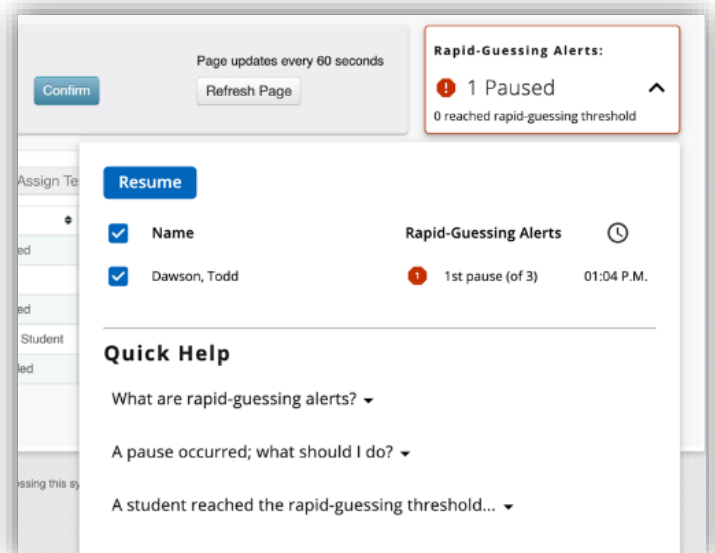 Page updates every 60 seconds
Confirm
Refresh Page
Rapid-Guessing Alerts:
1 Paused
0 reached rapid-guessing threshold
Assign Te
ed
ed
Student
led
ssing this sy
Resume
Name Rapid-Guessing Alerts
Dawson, Todd 1 1st pause (of 3) 01:04 P.M.
Quick Help
What are rapid-guessing alerts?
A pause occurred; what should I do?
A student reached the rapid-guessing threshold...